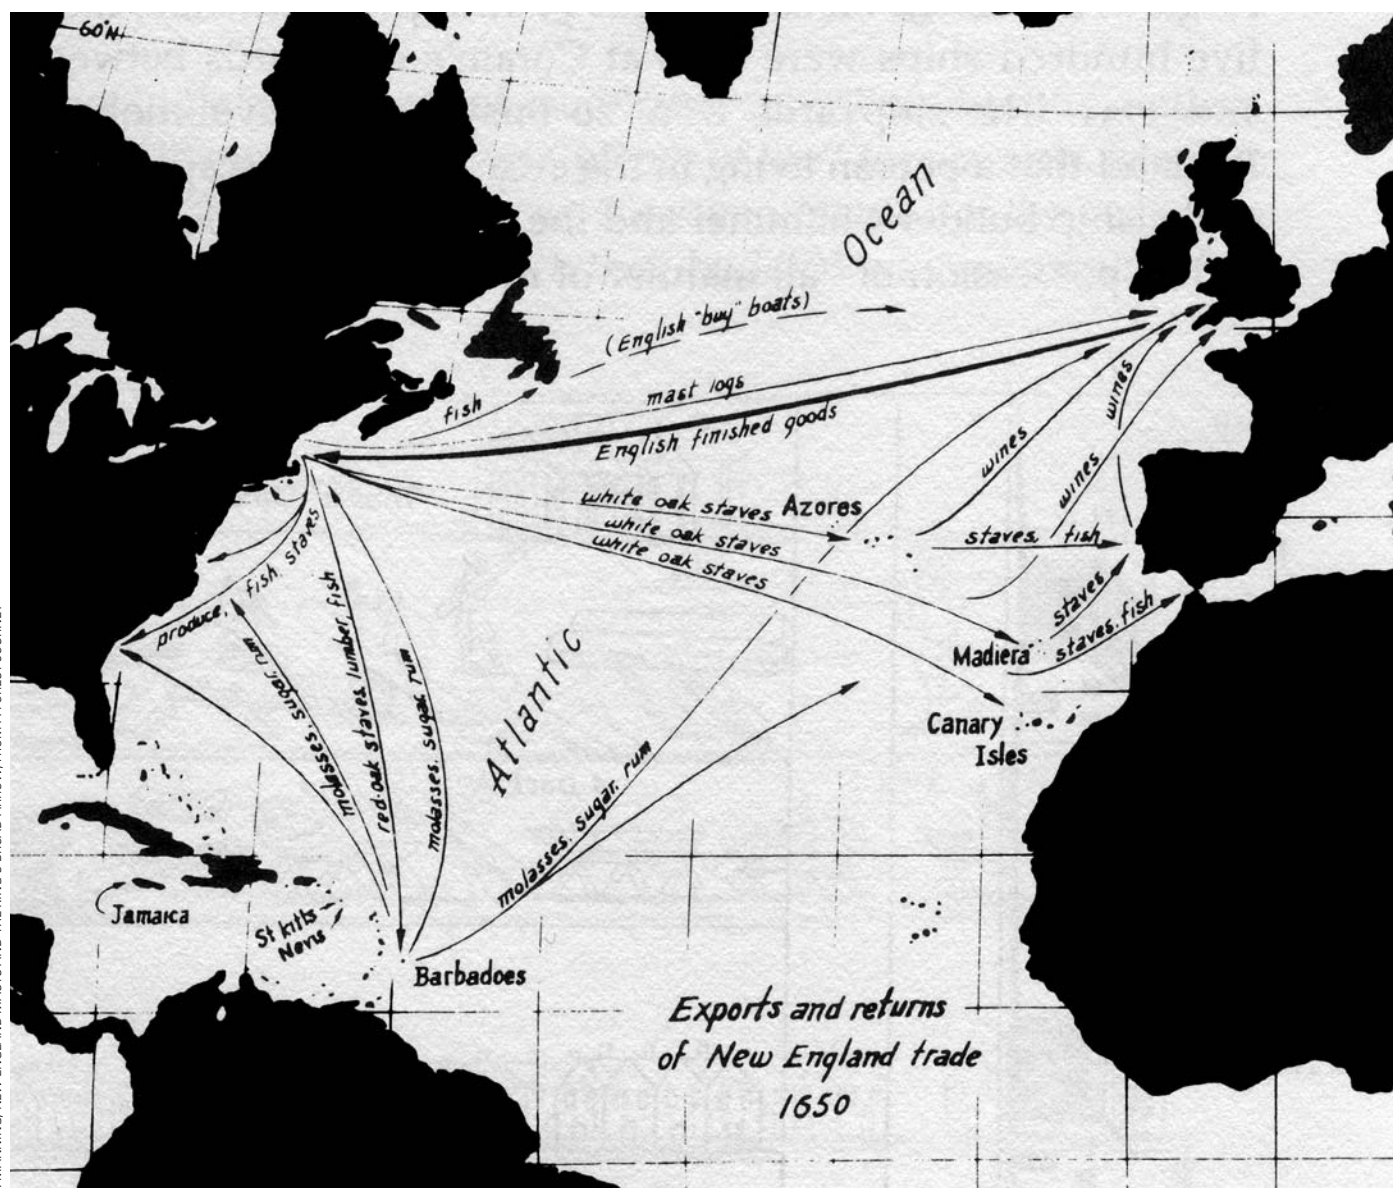 60°N
Ocean
(English "buy" boats)
fish
mast logs
English finished goods
wines
wines
wines
white oak staves
Azores
white oak staves
white oak staves
staves, fish
fish, staves
produce,
staves
staves, fish
Madiera
Canary
Isles
Atlantic
molasses, sugar, rum
red-oak staves, lumber, fish
molasses, sugar, rum
molasses, sugar, rum
Jamaica
St Kitts
Nevis
Barbadoes
Exports and returns
of New England trade
1650